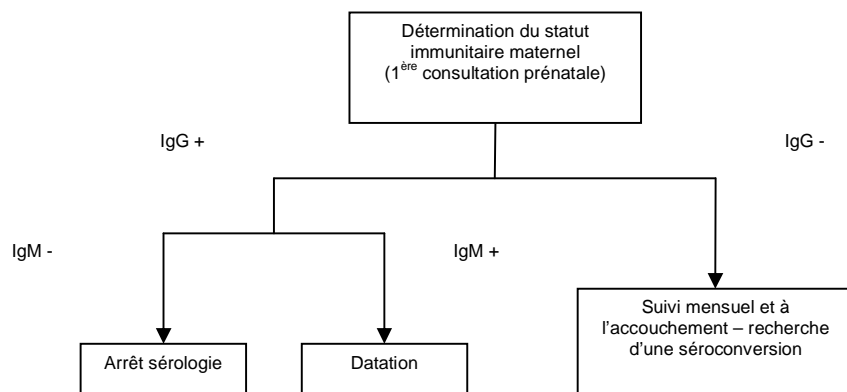 Détermination du statut
immunitaire maternel
(1ère consultation prénatale)
IgG +
IgG -
IgM -
IgM +
Suivi mensuel et à
l'accouchement – recherche
d'une séroconversion
Arrêt sérologie
Datation